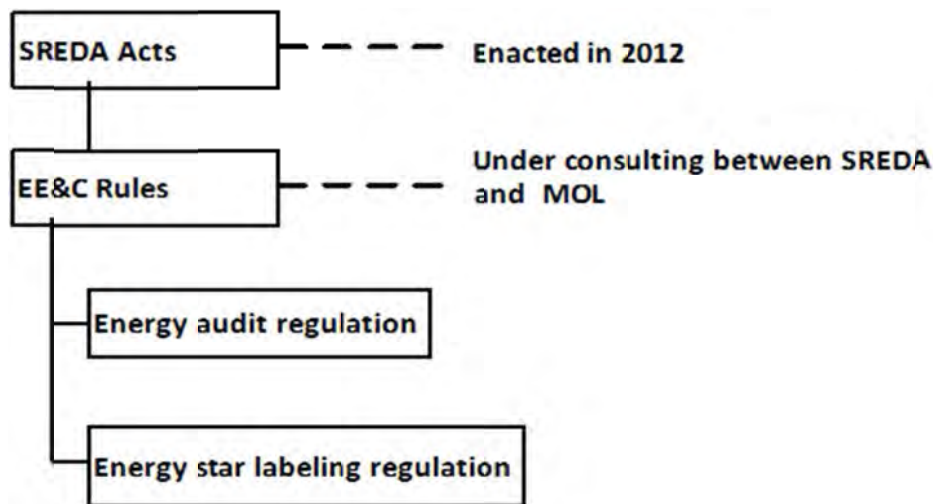 SREDA Acts
Enacted in 2012
EE&C Rules
Under consulting between SREDA
and MOL
Energy audit regulation
Energy star labeling regulation